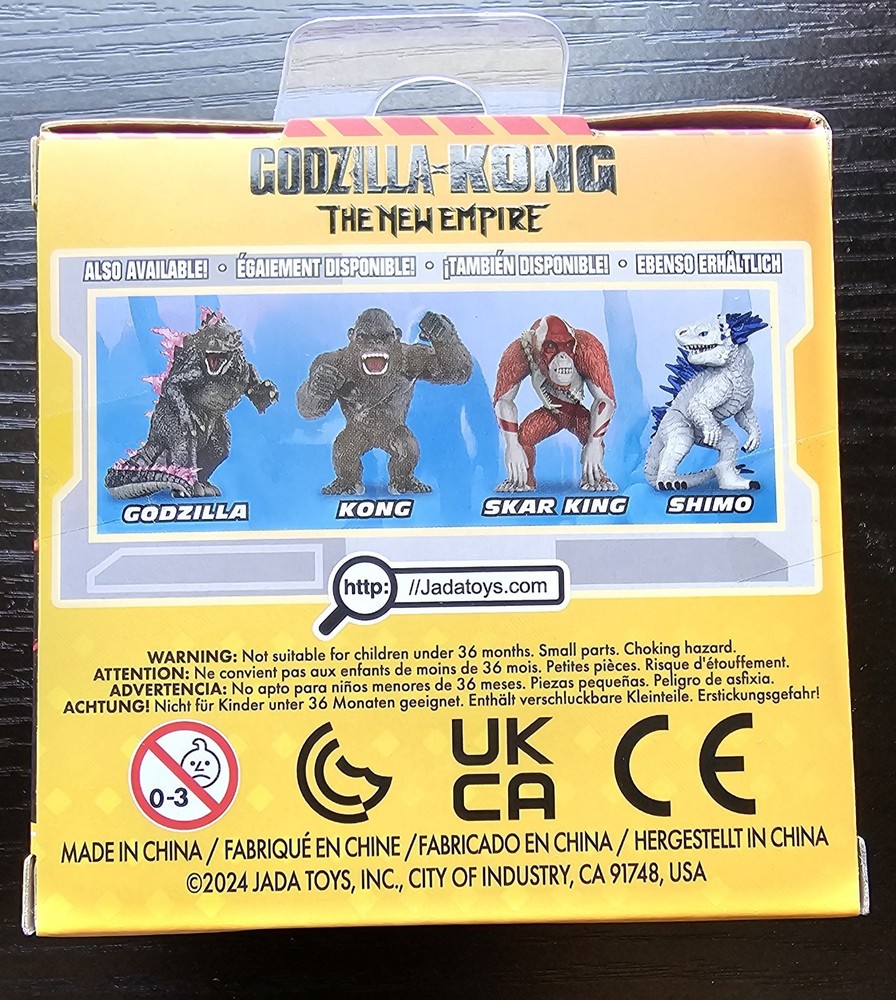 GODZILLA x KONG
THE NEW EMPIRE
ALSO AVAILABLE! • ÉGAIEMENT DISPONIBLE! • ¡TAMBIÉN DISPONIBLE! • EBENSO ERHÄLTLICH
GODZILLA KONG SKAR KING SHIMO
http: //Jadatoys.com
WARNING: Not suitable for children under 36 months. Small parts. Choking hazard.
ATTENTION: Ne convient pas aux enfants de moins de 36 mois. Petites pièces. Risque d'étouffement.
ADVERTENCIA: No apto para niños menores de 36 meses. Piezas pequeñas. Peligro de asfixia.
ACHTUNG! Nicht für Kinder unter 36 Monaten geeignet. Enthält verschluckbare Kleinteile. Erstickungsgefahr!
0-3 UK CA CE
MADE IN CHINA / FABRIQUÉ EN CHINE / FABRICADO EN CHINA / HERGESTELLT IN CHINA
©2024 JADA TOYS, INC., CITY OF INDUSTRY, CA 91748, USA